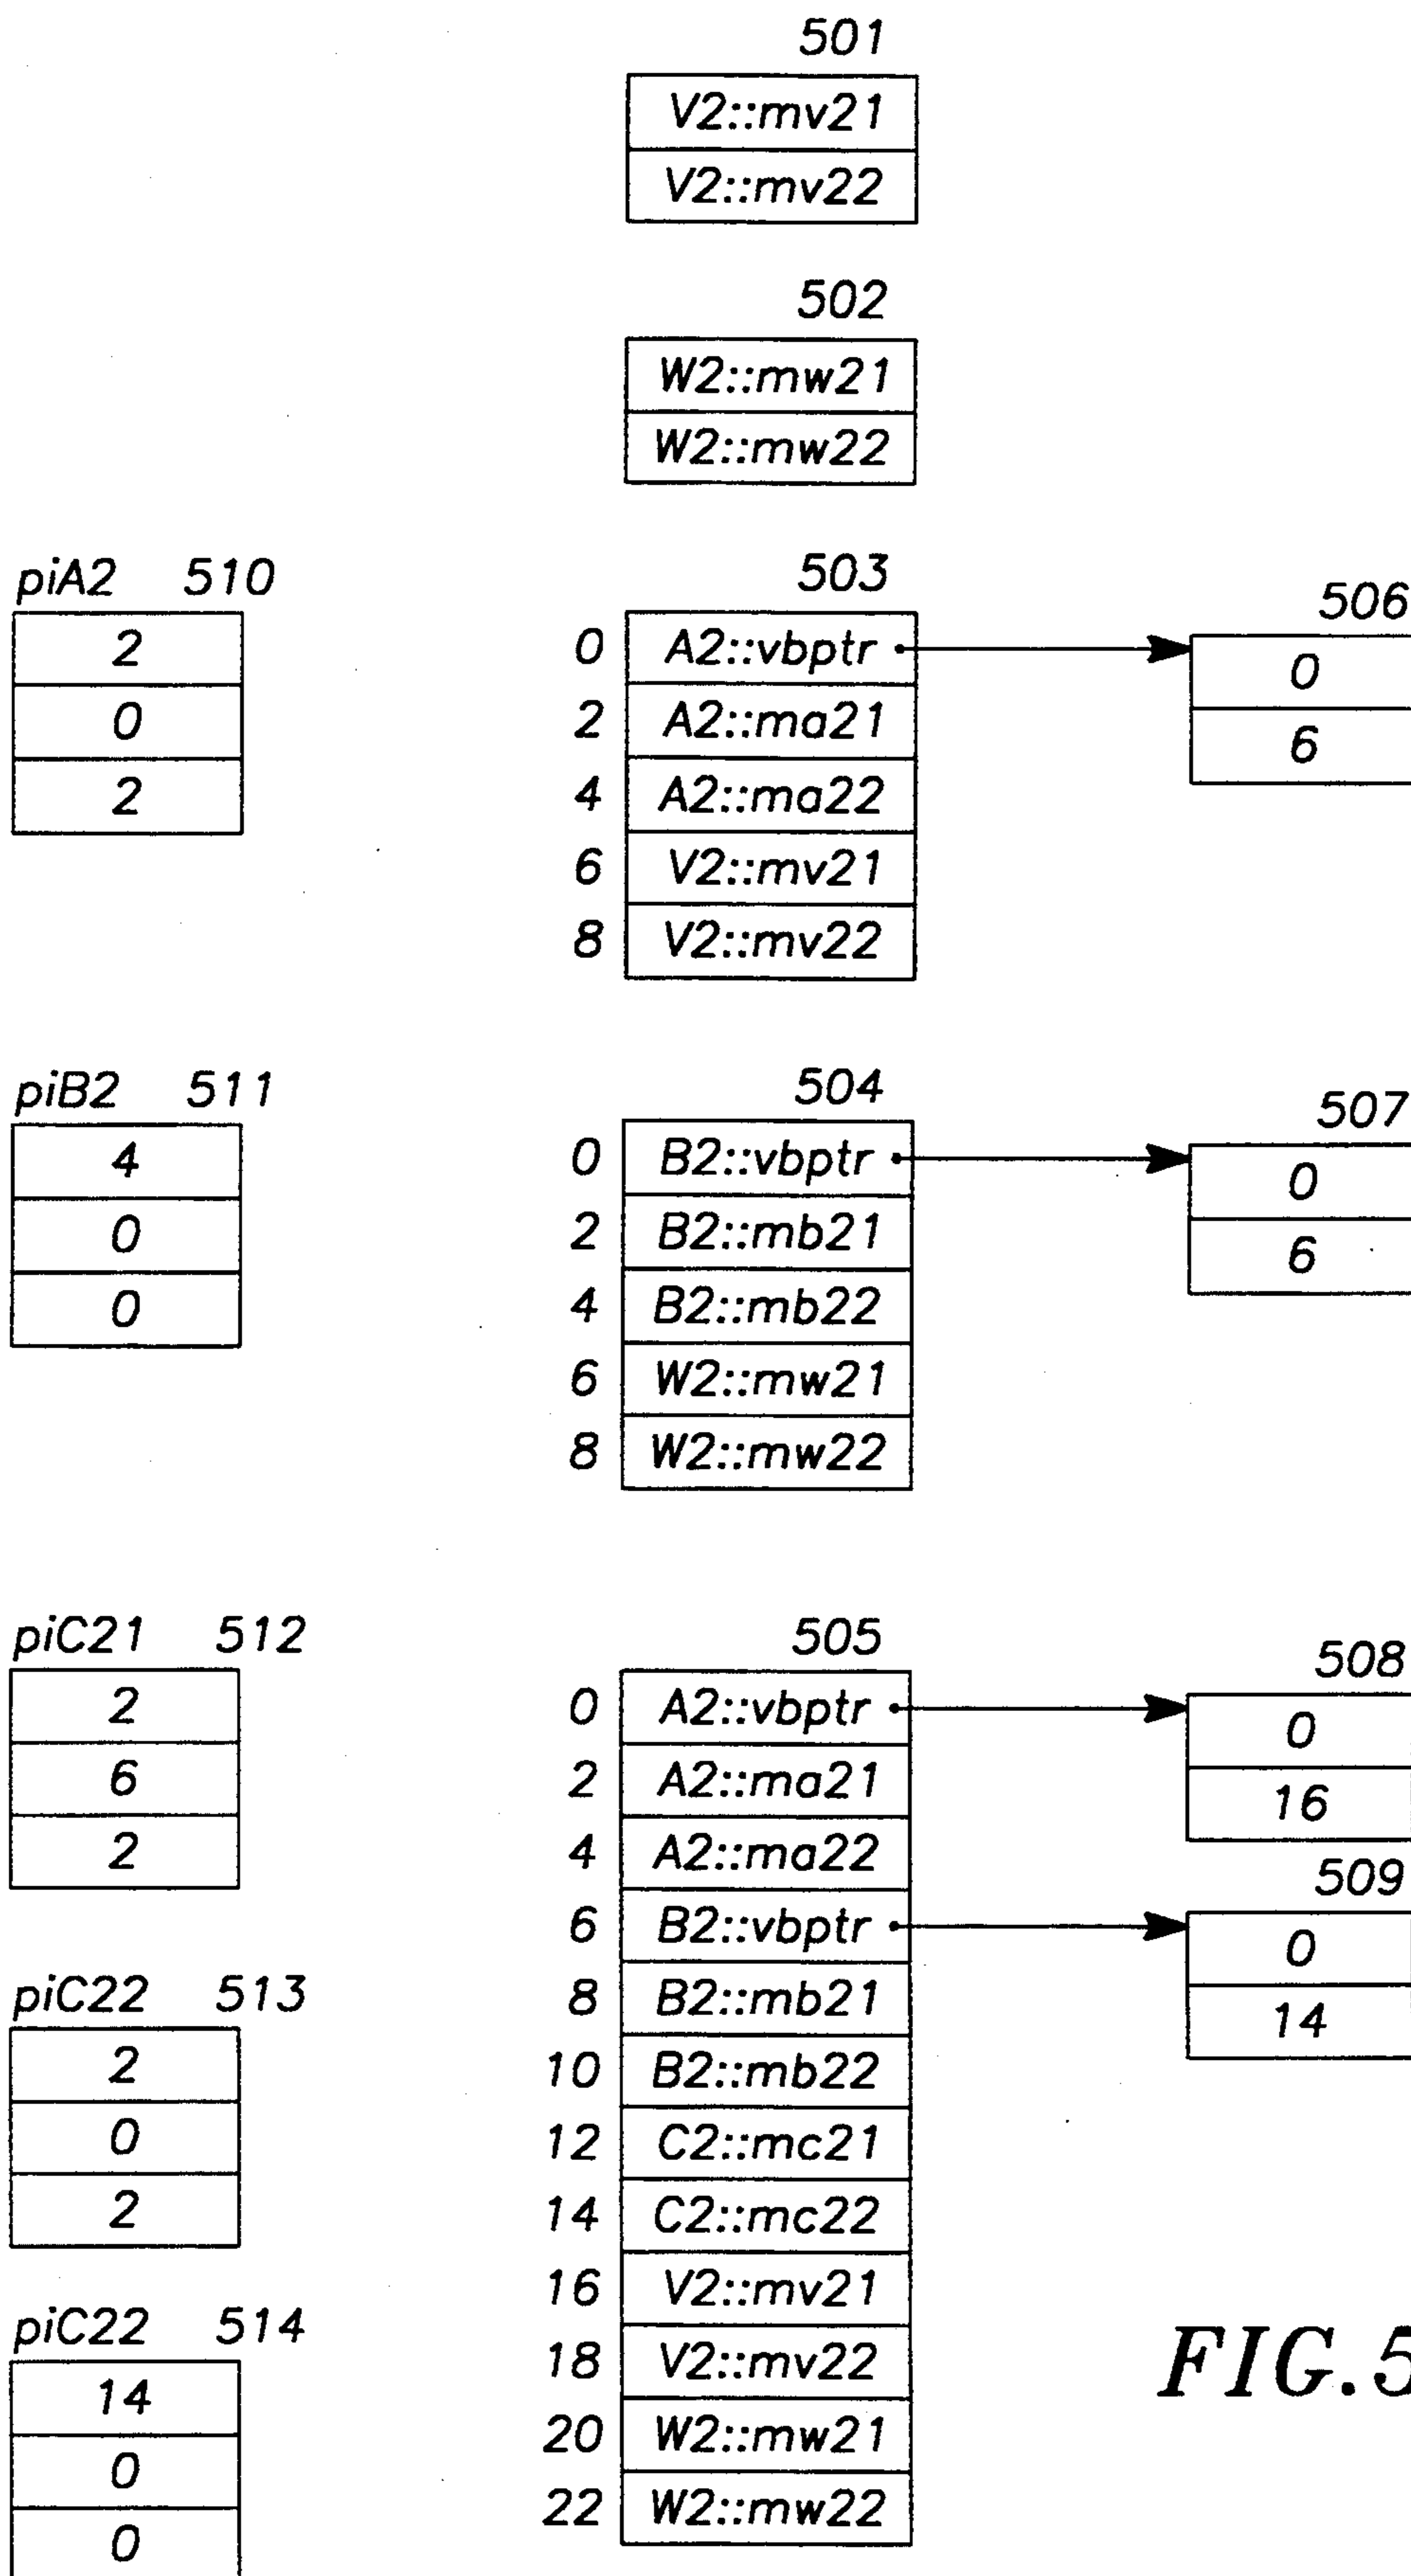 501
V2::mv21
V2::mv22
502
W2::mw21
W2::mw22
piA2 510
2
0
2
503
0 A2::vbptr
2 A2::ma21
4 A2::ma22
6 V2::mv21
8 V2::mv22
506
0
6
piB2 511
4
0
0
504
0 B2::vbptr
2 B2::mb21
4 B2::mb22
6 W2::mw21
8 W2::mw22
507
0
6
piC21 512
2
6
2
piC22 513
2
0
2
piC22 514
14
0
0
505
0 A2::vbptr
2 A2::ma21
4 A2::ma22
6 B2::vbptr
8 B2::mb21
10 B2::mb22
12 C2::mc21
14 C2::mc22
16 V2::mv21
18 V2::mv22
20 W2::mw21
22 W2::mw22
508
0
16
509
0
14
FIG.5